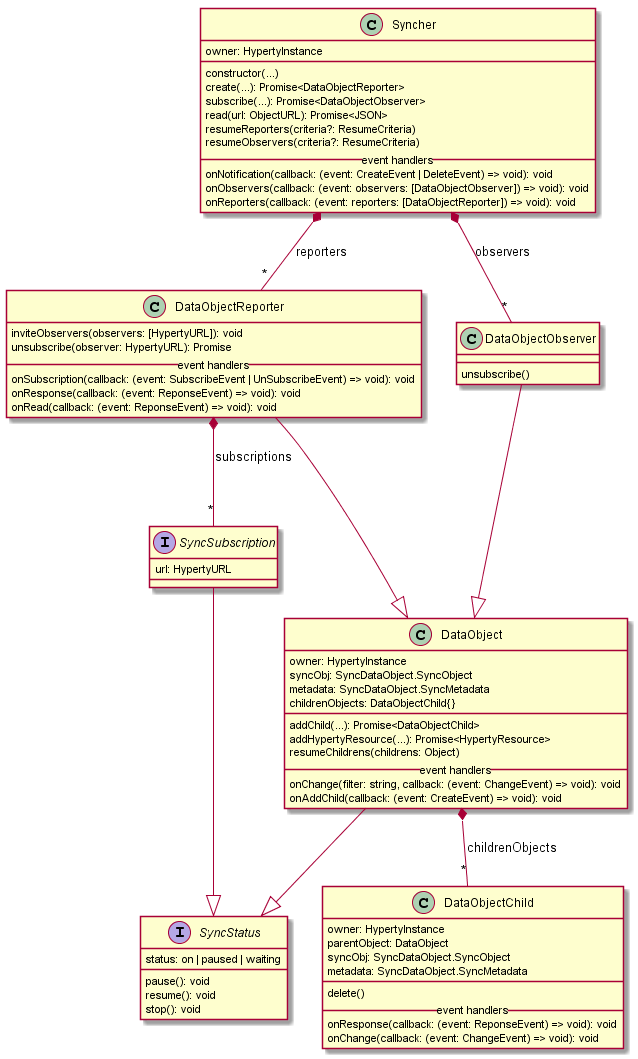 C Syncher
owner: HypertyInstance
constructor(...)
create(...): Promise<DataObjectReporter>
subscribe(...): Promise<DataObjectObserver>
read(url: ObjectURL): Promise<JSON>
resumeReporters(criteria?: ResumeCriteria)
resumeObservers(criteria?: ResumeCriteria)
event handlers
onNotification(callback: (event: CreateEvent | DeleteEvent) => void): void
onObservers(callback: (event: observers: [DataObjectObserver]) => void): void
onReporters(callback: (event: reporters: [DataObjectReporter]) => void): void
reporters
*
observers
*
C DataObjectReporter
inviteObservers(observers: [HypertyURL]): void
unsubscribe(observer: HypertyURL): Promise
event handlers
onSubscription(callback: (event: SubscribeEvent | UnSubscribeEvent) => void): void
onResponse(callback: (event: ReponseEvent) => void): void
onRead(callback: (event: ReponseEvent) => void): void
C DataObjectObserver
unsubscribe()
subscriptions
*
I SyncSubscription
url: HypertyURL
C DataObject
owner: HypertyInstance
syncObj: SyncDataObject.SyncObject
metadata: SyncDataObject.SyncMetadata
childrenObjects: DataObjectChild{}
addChild(...): Promise<DataObjectChild>
addHypertyResource(...): Promise<HypertyResource>
resumeChildrens(childrens: Object)
event handlers
onChange(filter: string, callback: (event: ChangeEvent) => void): void
onAddChild(callback: (event: CreateEvent) => void): void
childrenObjects
*
I SyncStatus
status: on | paused | waiting
pause(): void
resume(): void
stop(): void
C DataObjectChild
owner: HypertyInstance
parentObject: DataObject
syncObj: SyncDataObject.SyncObject
metadata: SyncDataObject.SyncMetadata
delete()
event handlers
onResponse(callback: (event: ReponseEvent) => void): void
onChange(callback: (event: ChangeEvent) => void): void